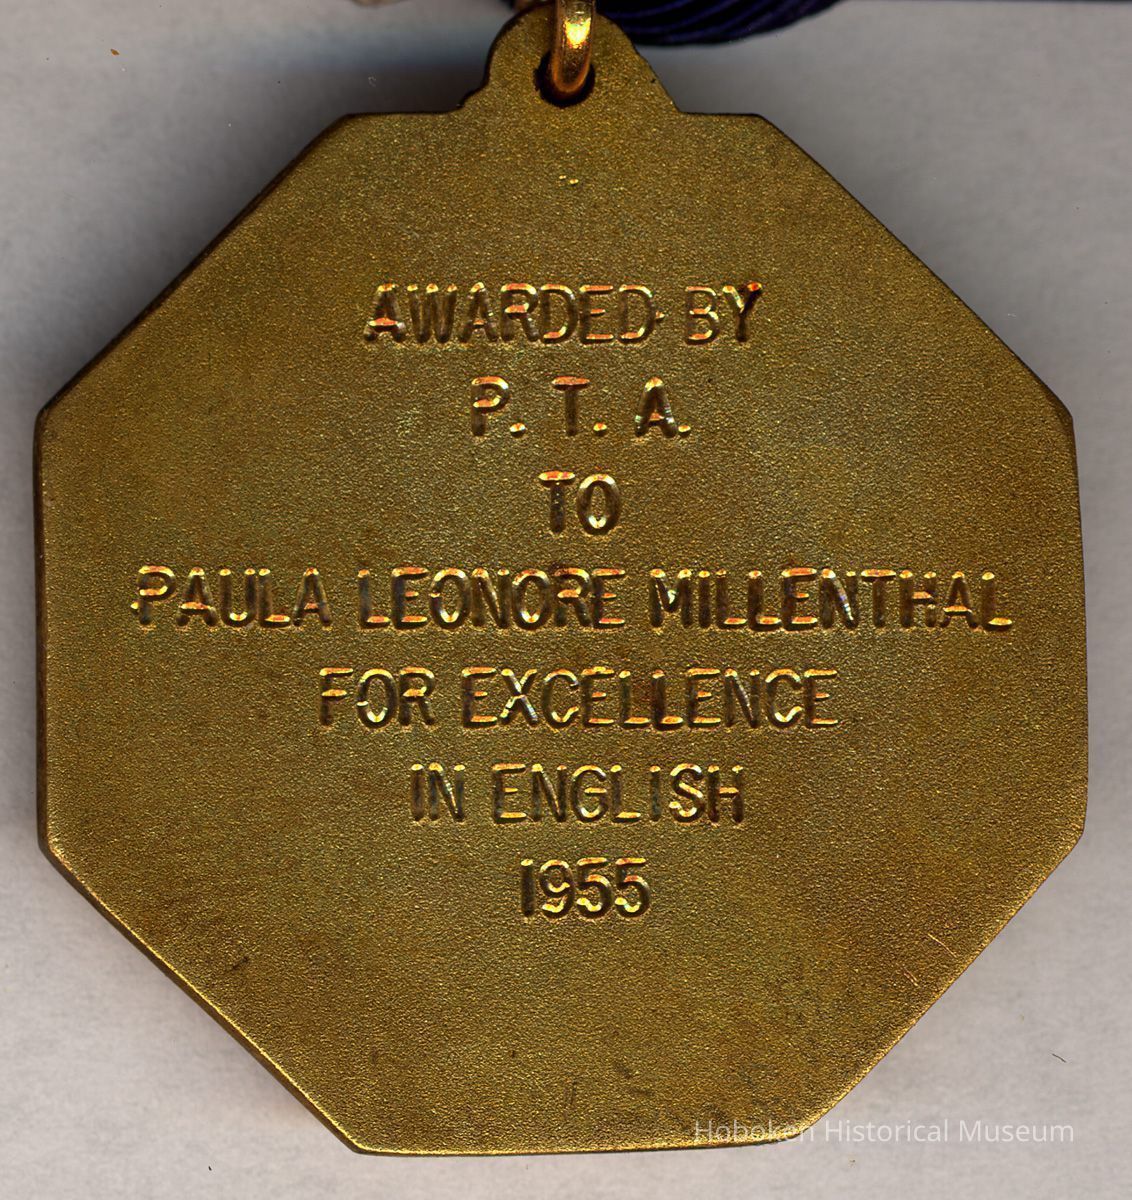 AWARDED BY
P. T. A.
TO
PAULA LEONORE MILLENTHAL
FOR EXCELLENCE
IN ENGLISH
1955
Hoboken Historical Museum